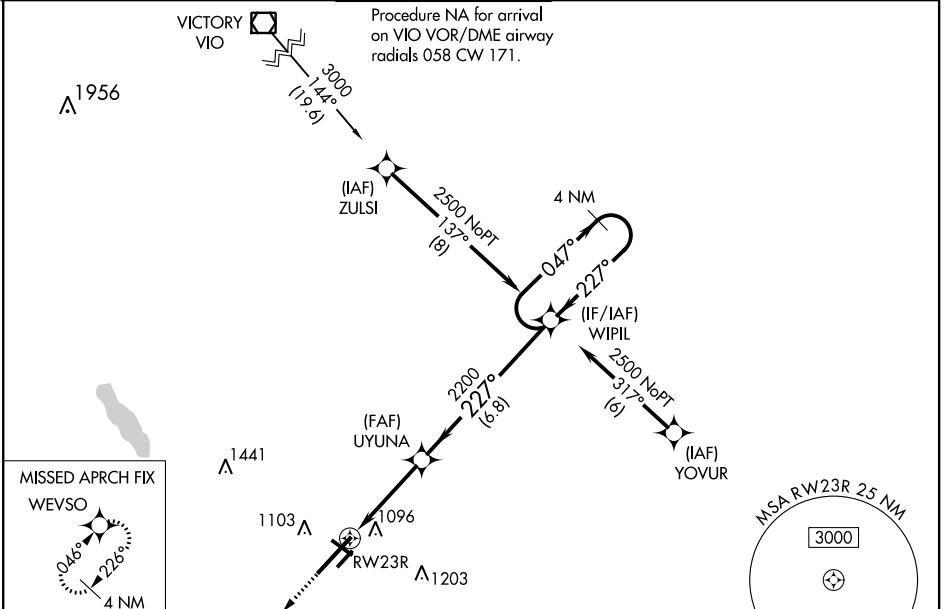 VICTORY
VIO
Procedure NA for arrival
on VIO VOR/DME airway
radials 058 CW 171.
3000
144°
(19.6)
1956
(IAF)
ZULSI
2500 NoPT
137°
(8)
4 NM
047°
227°
(IF/IAF)
WIPIL
2500 NoPT
317°
(6)
(IAF)
YOVUR
2200
227°
(6.8)
(FAF)
UYUNA
1441
1103
1096
RW23R
1203
MISSED APRCH FIX
WEVSO
046°
226°
4 NM
MSA RW23R 25 NM
3000